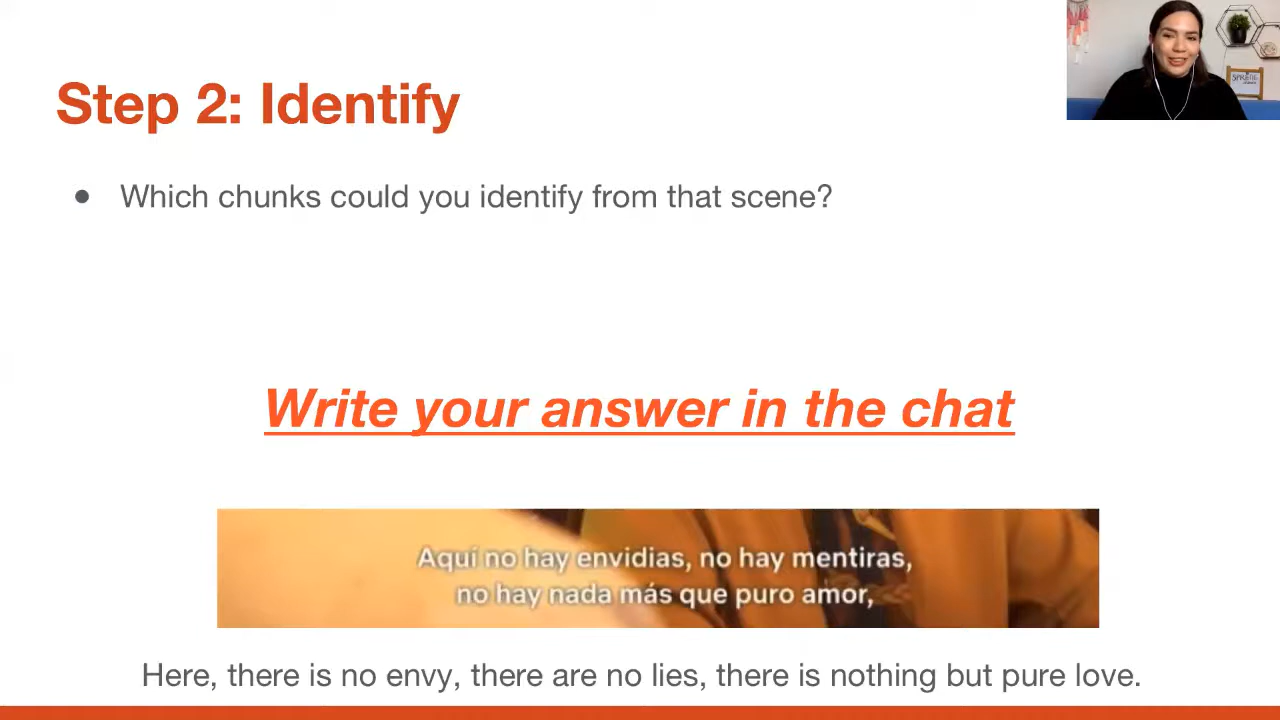 Step 2: Identify
● Which chunks could you identify from that scene?
Write your answer in the chat
Aquí no hay envidias, no hay mentiras,
no hay nada más que puro amor,
Here, there is no envy, there are no lies, there is nothing but pure love.